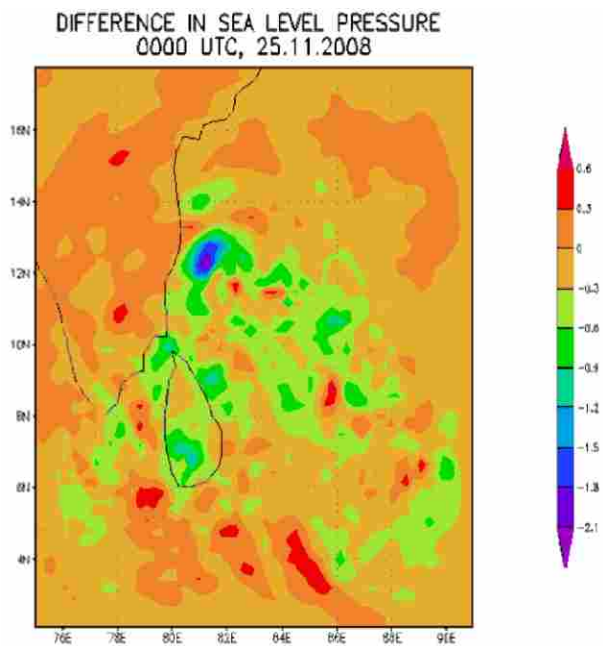 DIFFERENCE IN SEA LEVEL PRESSURE
0000 UTC, 25.11.2008
16N
14N
12N
10N
8N
6N
4N
76E 78E 80E 82E 84E 86E 88E 90E
0.6
0.3
0
-0.3
-0.6
-0.9
-1.2
-1.5
-1.8
-2.1